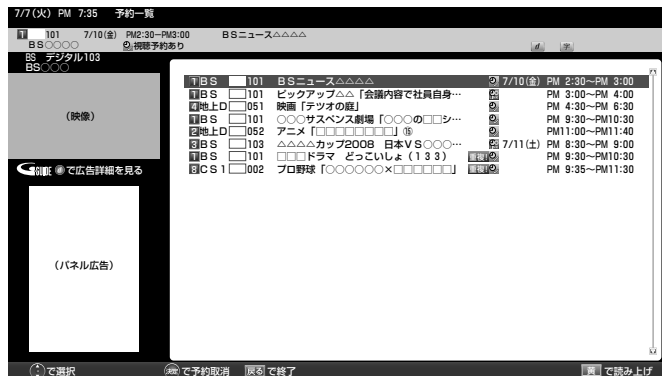 7/7(火) PM 7:35 予約一覧
1 101 7/10(金) PM2:30～PM3:00 BSニュース△△△△
BS○○○○ 視聴予約あり d 字
BS デジタル103
BS○○○
(映像)
G GUIDE で広告詳細を見る
(パネル広告)
1 BS 101 BSニュース△△△△ 7/10(金) PM 2:30～PM 3:00
1 BS 101 ピックアップ△△「会議内容で社員自身… PM 3:00～PM 4:00
4 地上D 051 映画「テツオの庭」 PM 4:30～PM 6:30
1 BS 101 ○○○サスペンス劇場「○○○の□□シ… PM 9:30～PM10:30
2 地上D 052 アニメ「□□□□□□□□」⑮ PM11:00～PM11:40
3 BS 103 △△△△カップ2008 日本VS○○○… 7/11(土) PM 8:30～PM 9:00
1 BS 101 □□□ドラマ どっこいしょ(133) 重複! PM 9:30～PM10:30
8 CS1 002 プロ野球「○○○○○○×□□□□□□」 重複! PM 9:35～PM11:30
で選択 決定 で予約取消 戻る で終了 黄 で読み上げ